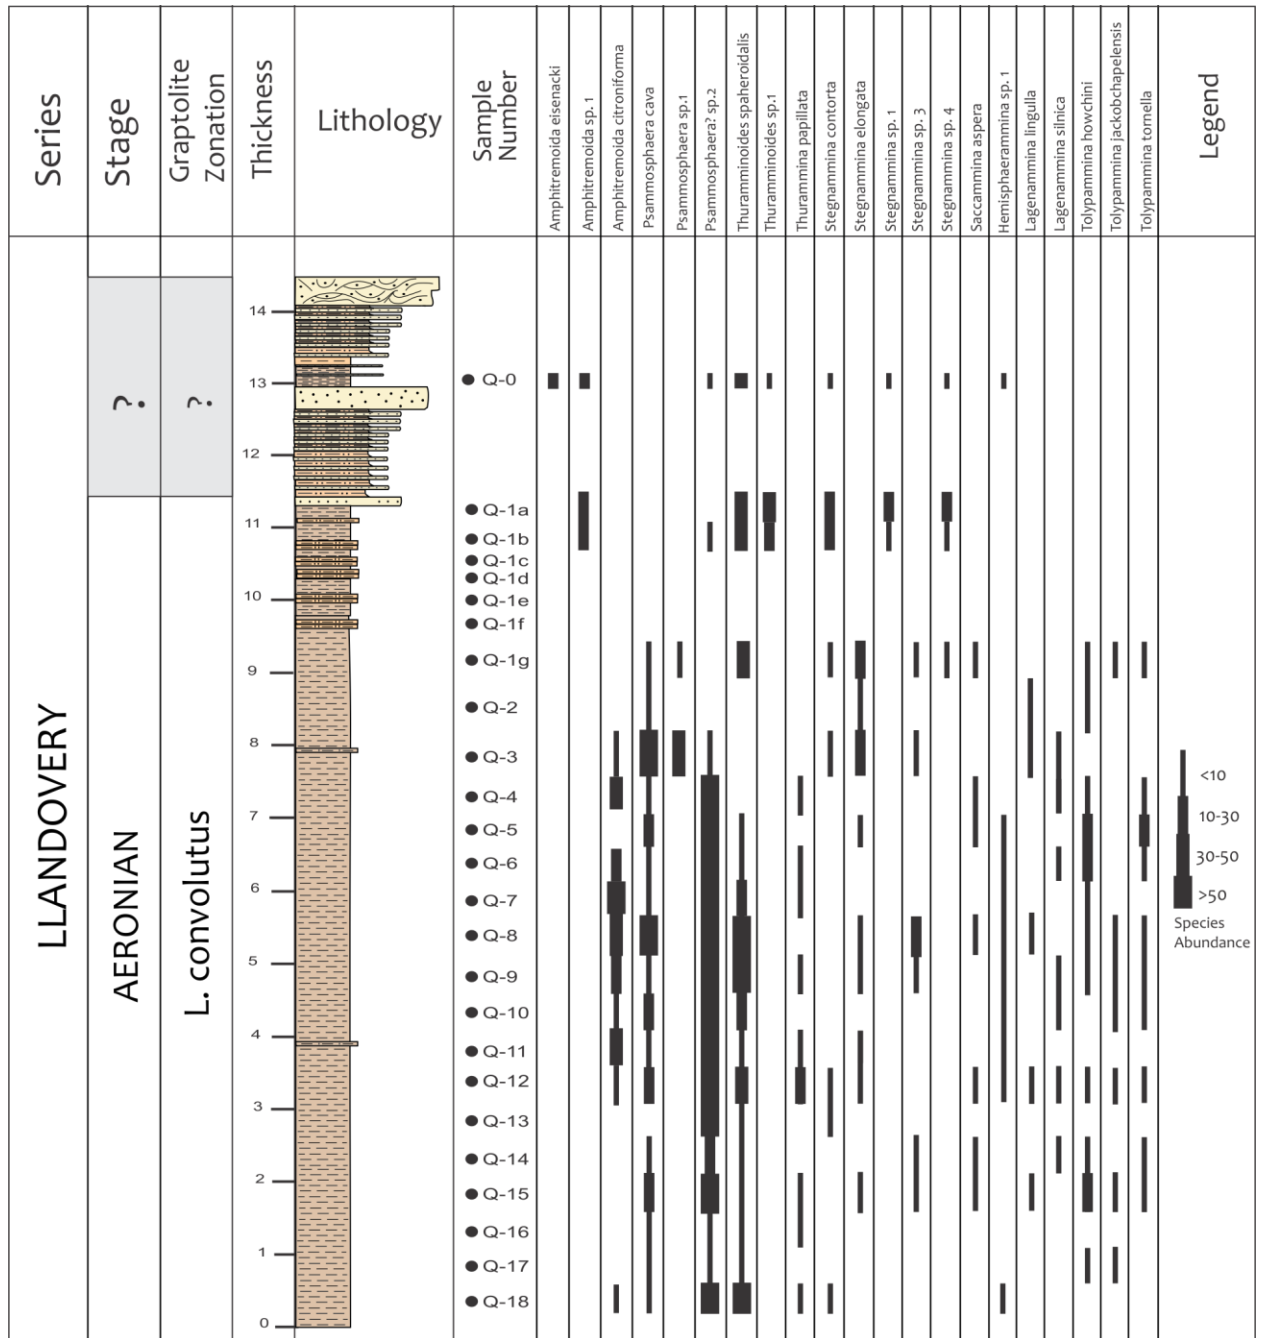 Series
Stage
Graptolite
Zonation
Thickness
Lithology
Sample
Number
Amphitremoida eisenacki
Amphitremoida sp. 1
Amphitremoida citroniforma
Psammosphaera cava
Psammosphaera sp.1
Psammosphaera? sp.2
Thuramminoides spaheroidalis
Thuramminoides sp.1
Thurammina papillata
Stegnammina contorta
Stegnammina elongata
Stegnammina sp. 1
Stegnammina sp. 3
Stegnammina sp. 4
Saccammina aspera
Hemisphaerammina sp. 1
Lagenammina lingulla
Lagenammina silnica
Tolypammina howchini
Tolypammina jackobchapelensis
Tolypammina tornella
Legend
LLANDOVERY
?
?
AERONIAN
L. convolutus
14
13
12
11
10
9
8
7
6
5
4
3
2
1
0
Q-0
Q-1a
Q-1b
Q-1c
Q-1d
Q-1e
Q-1f
Q-1g
Q-2
Q-3
Q-4
Q-5
Q-6
Q-7
Q-8
Q-9
Q-10
Q-11
Q-12
Q-13
Q-14
Q-15
Q-16
Q-17
Q-18
<10
10-30
30-50
>50
Species
Abundance